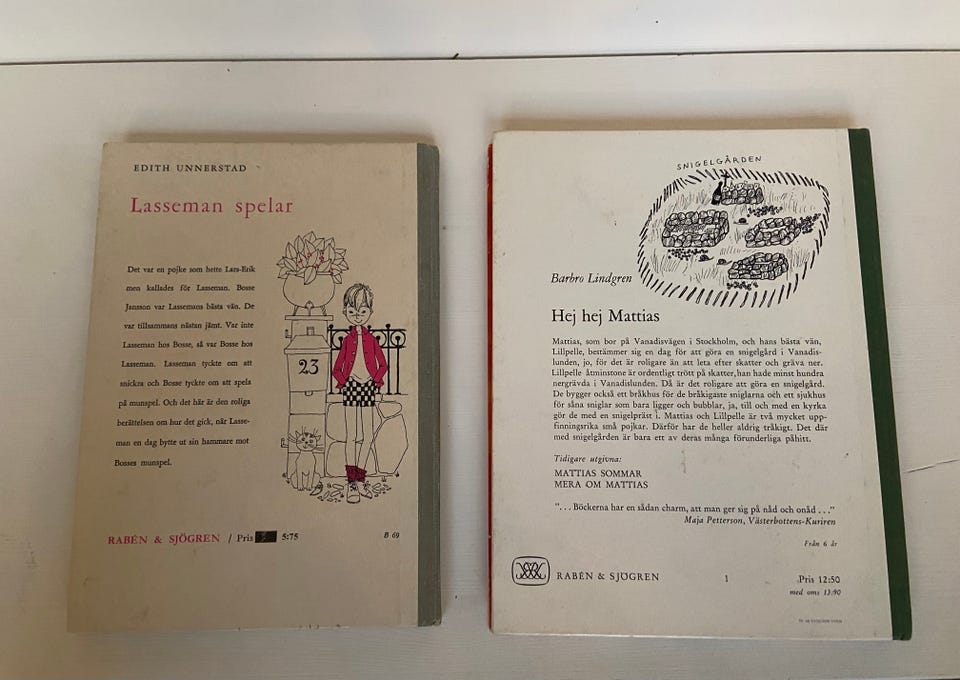 EDITH UNNERSTAD
Lasseman spelar
Det var en pojke som hette Lars-Erik
men kallades för Lasseman. Bosse
Jansson var Lassemans bästa vän. De
var tillsammans nästan jämt. Var inte
Lasseman hos Bosse, så var Bosse hos
Lasseman. Lasseman tyckte om att
snickra och Bosse tyckte om att spela
på munspel. Och det här är den roliga
berättelsen om hur det gick, när Lasse-
man en dag bytte ut sin hammare mot
Bosses munspel.
23
RABÉN & SJÖGREN / Pris 5:75
B 69
SNIGELGÅRDEN
Barbro Lindgren
Hej hej Mattias
Mattias, som bor på Vanadisvägen i Stockholm, och hans bästa vän,
Lillpelle, bestämmer sig en dag för att göra en snigelgård i Vanadis-
lunden, jo, för det är roligare än att leta efter skatter och gräva ner.
Lillpelle åtminstone är ordentligt trött på skatter, han hade minst hundra
nergrävda i Vanadislunden. Då är det roligare att göra en snigelgård.
De bygger också ett bråkhus för de bråkigaste sniglarna och ett sjukhus
för såna sniglar som bara ligger och bubblar, ja, till och med en kyrka
gör de med en snigelpräst i. Mattias och Lillpelle är två mycket upp-
finningsrika små pojkar. Därför har de heller aldrig tråkigt. Det där
med snigelgården är bara ett av deras många förunderliga påhitt.
Tidigare utgivna:
MATTIAS SOMMAR
MERA OM MATTIAS
"... Böckerna har en sådan charm, att man ger sig på nåd och onåd ..."
Maja Petterson, Västerbottens-Kuriren
Från 6 år
RABÉN & SJÖGREN
1
Pris 12:50
med oms 13:90